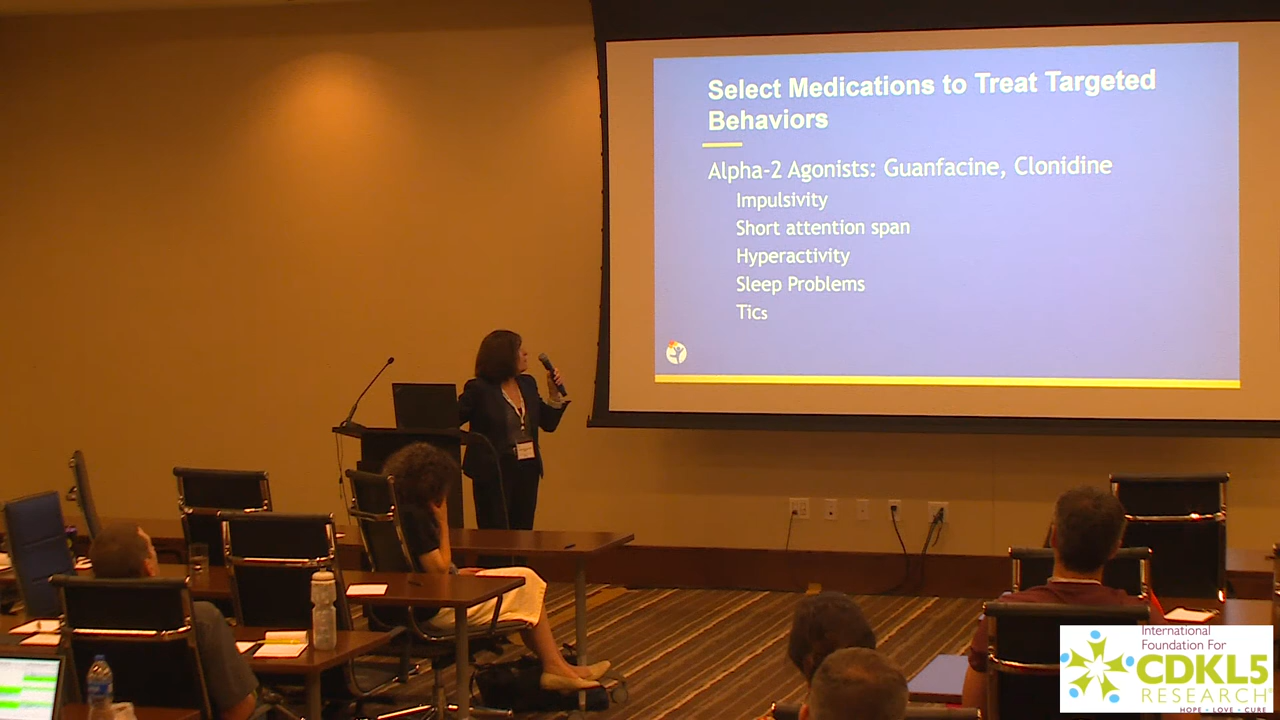 Select Medications to Treat Targeted
Behaviors
Alpha-2 Agonists: Guanfacine, Clonidine
Impulsivity
Short attention span
Hyperactivity
Sleep Problems
Tics
International
Foundation For
CDKL5
RESEARCH
HOPE - LOVE - CURE